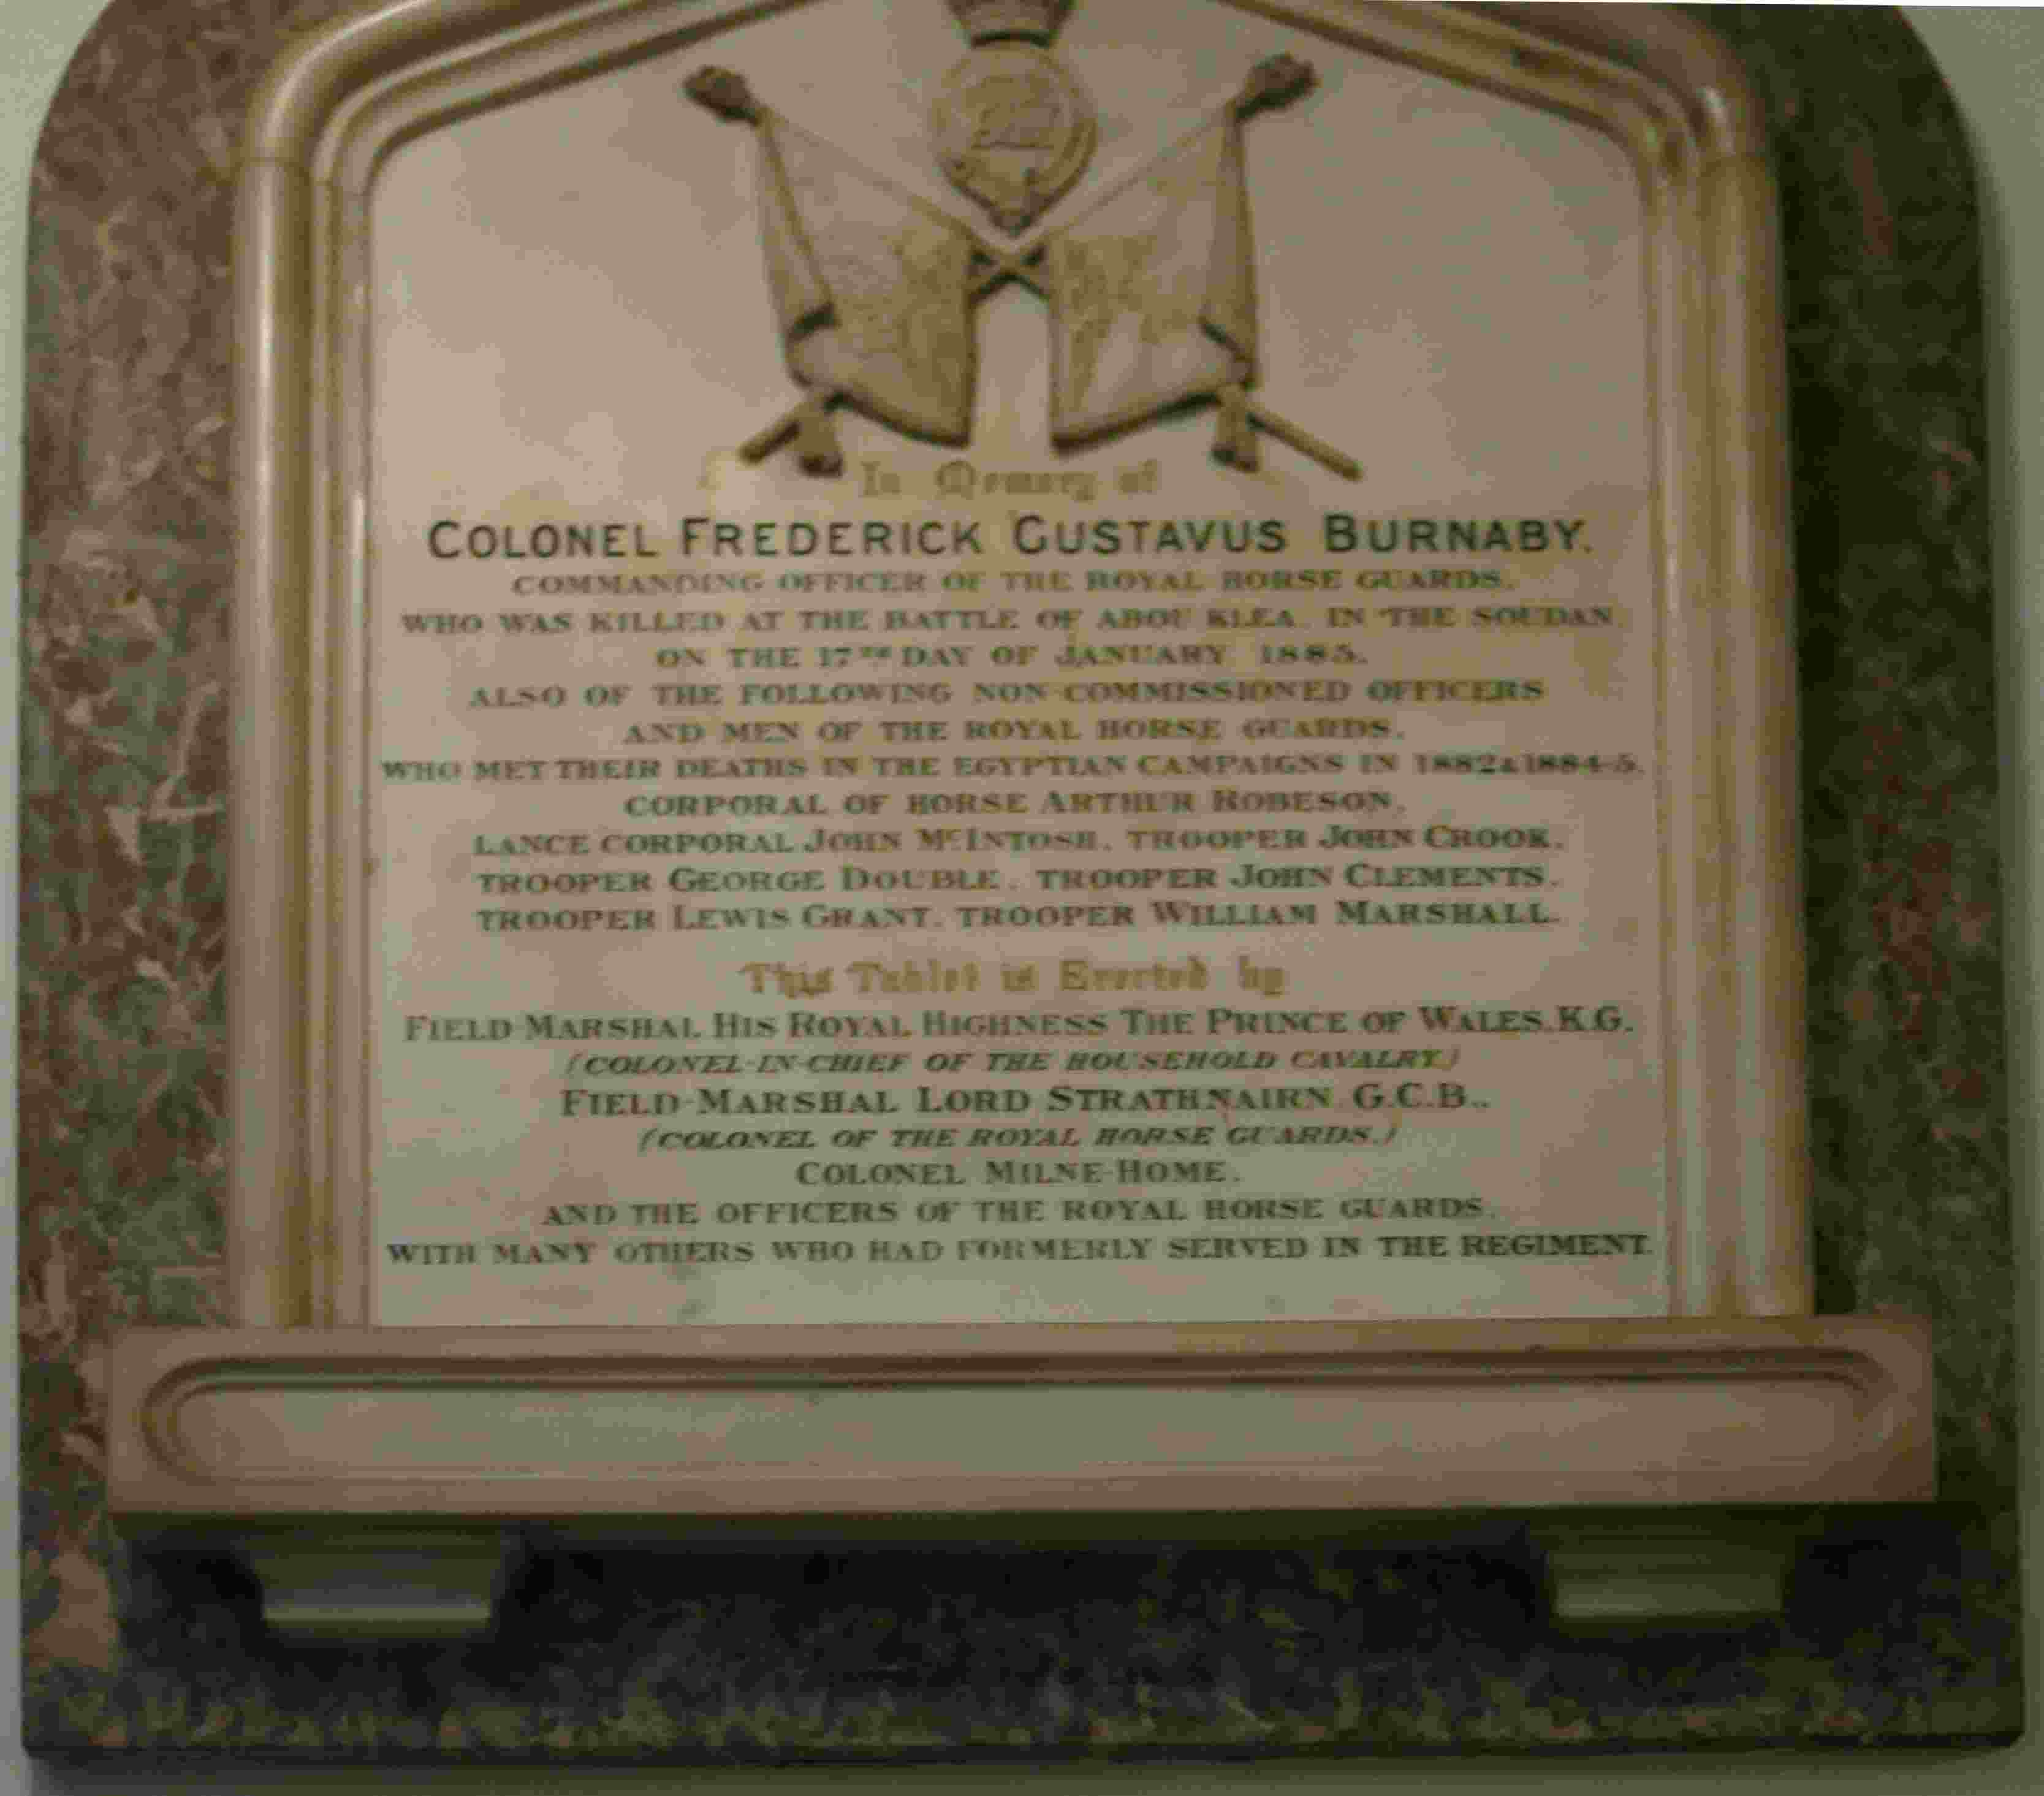 In Memory of
COLONEL FREDERICK GUSTAVUS BURNABY.
COMMANDING OFFICER OF THE ROYAL HORSE GUARDS.
WHO WAS KILLED AT THE BATTLE OF ABOU KLEA IN THE SOUDAN
ON THE 17TH DAY OF JANUARY 1885.
ALSO OF THE FOLLOWING NON-COMMISSIONED OFFICERS
AND MEN OF THE ROYAL HORSE GUARDS.
WHO MET THEIR DEATHS IN THE EGYPTIAN CAMPAIGNS IN 1882 & 1884-5.
CORPORAL OF HORSE ARTHUR ROBESON,
LANCE CORPORAL JOHN McINTOSH. TROOPER JOHN CROOK.
TROOPER GEORGE DOUBLE. TROOPER JOHN CLEMENTS.
TROOPER LEWIS GRANT. TROOPER WILLIAM MARSHALL.
This Tablet is Erected by
FIELD MARSHAL HIS ROYAL HIGHNESS THE PRINCE OF WALES. K.G.
(COLONEL-IN-CHIEF OF THE HOUSEHOLD CAVALRY)
FIELD-MARSHAL LORD STRATHNAIRN G.C.B.,
(COLONEL OF THE ROYAL HORSE GUARDS.)
COLONEL MILNE-HOME.
AND THE OFFICERS OF THE ROYAL HORSE GUARDS.
WITH MANY OTHERS WHO HAD FORMERLY SERVED IN THE REGIMENT.